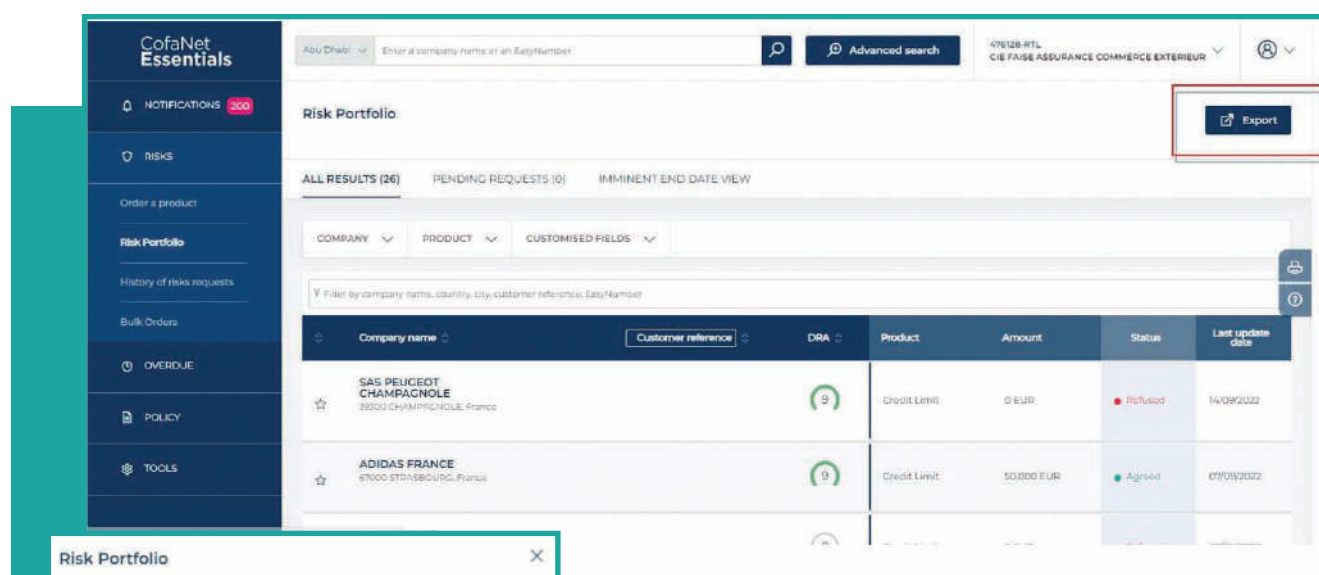 CofaNet
Essentials
Abu Dhabi
Enter a company name or an EasyNumber
Advanced search
476128-RTL
CIE FAISE ASSURANCE COMMERCE EXTERIEUR
NOTIFICATIONS 200
Risk Portfolio
Export
RISKS
ALL RESULTS (26) PENDING REQUESTS (0) IMMINENT END DATE VIEW
Order a product
Risk Portfolio
COMPANY PRODUCT CUSTOMISED FIELDS
History of risks requests
Filter by company name, country, city, customer reference, EasyNumber
Bulk Orders
Company name Customer reference DRA Product Amount Status Last update date
OVERDUE
SAS PEUGEOT
CHAMPAGNOLE
39300 CHAMPAGNOLE, France
9 Credit Limit 0 EUR Refused 14/09/2022
POLICY
TOOLS
ADIDAS FRANCE
67000 STRASBOURG, France
9 Credit Limit 50,000 EUR Agreed 07/09/2022
Risk Portfolio